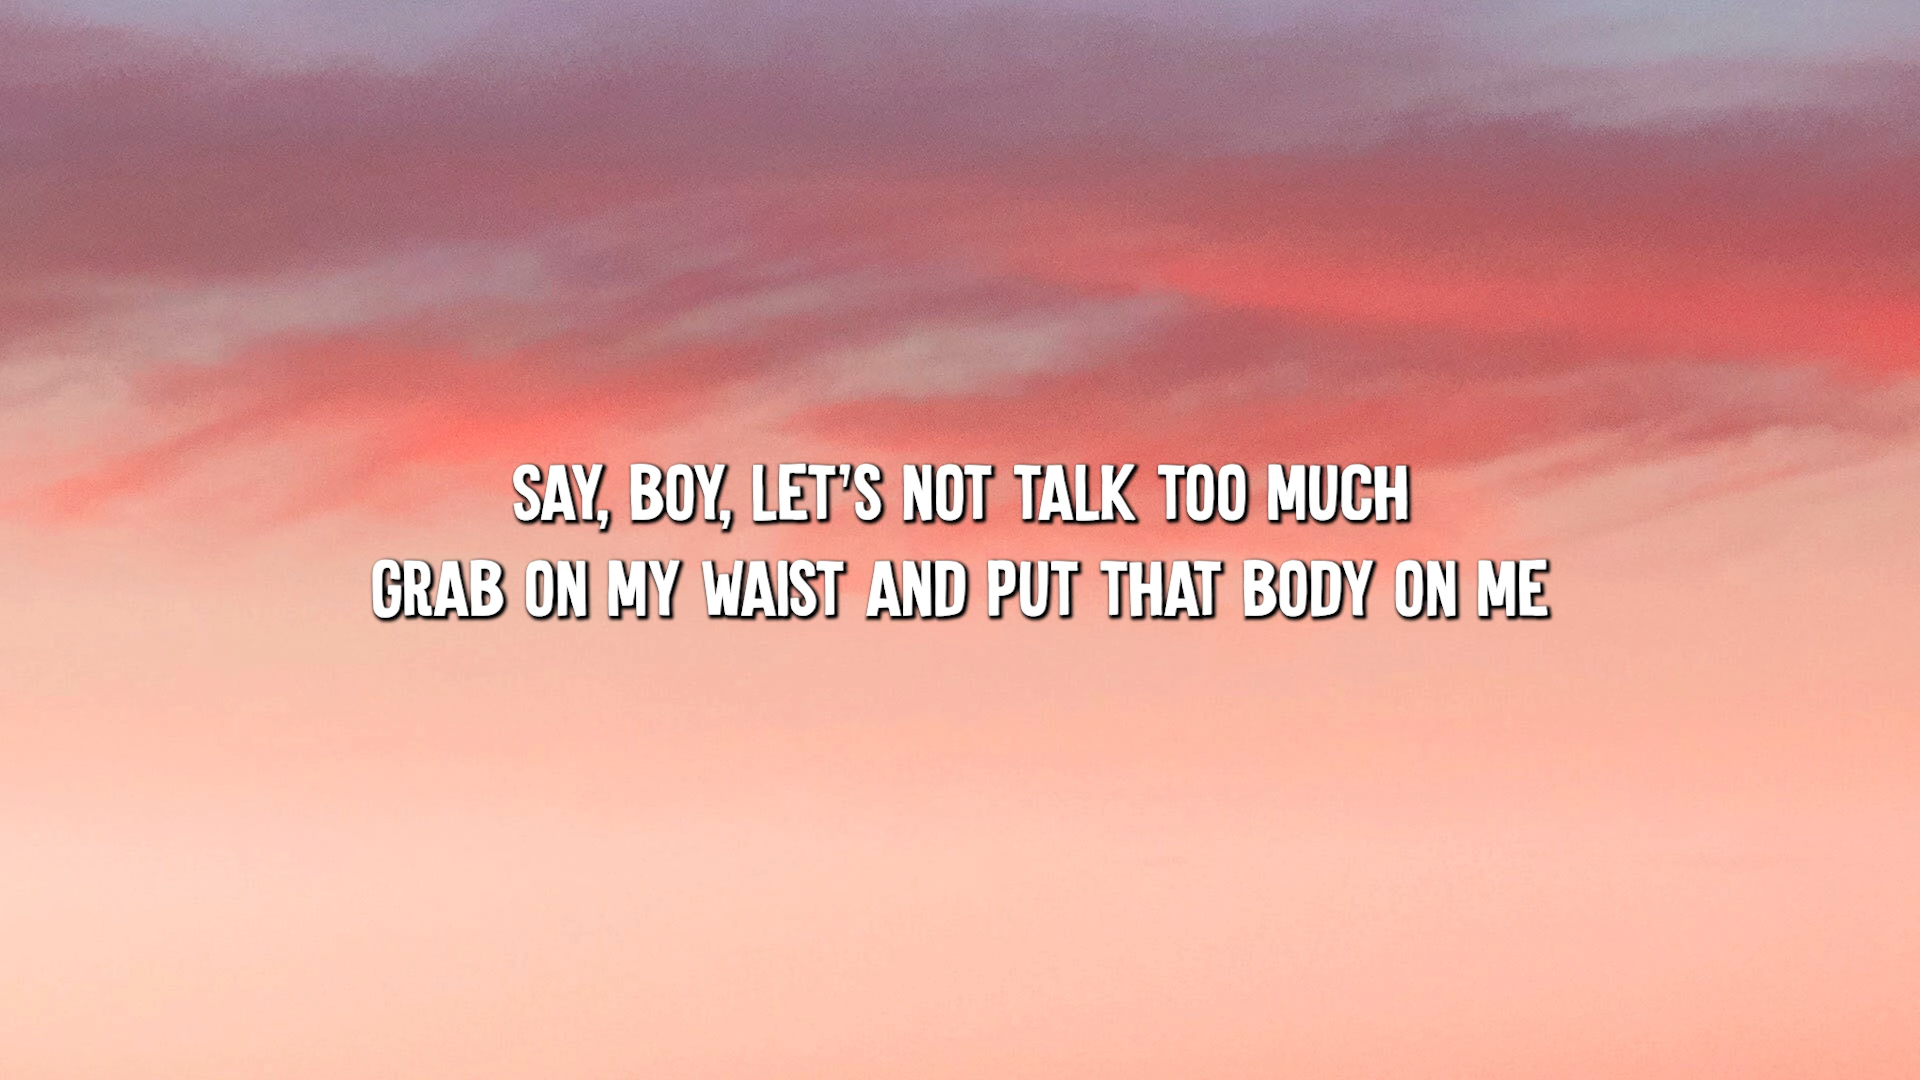 SAY, BOY, LET'S NOT TALK TOO MUCH
GRAB ON MY WAIST AND PUT THAT BODY ON ME